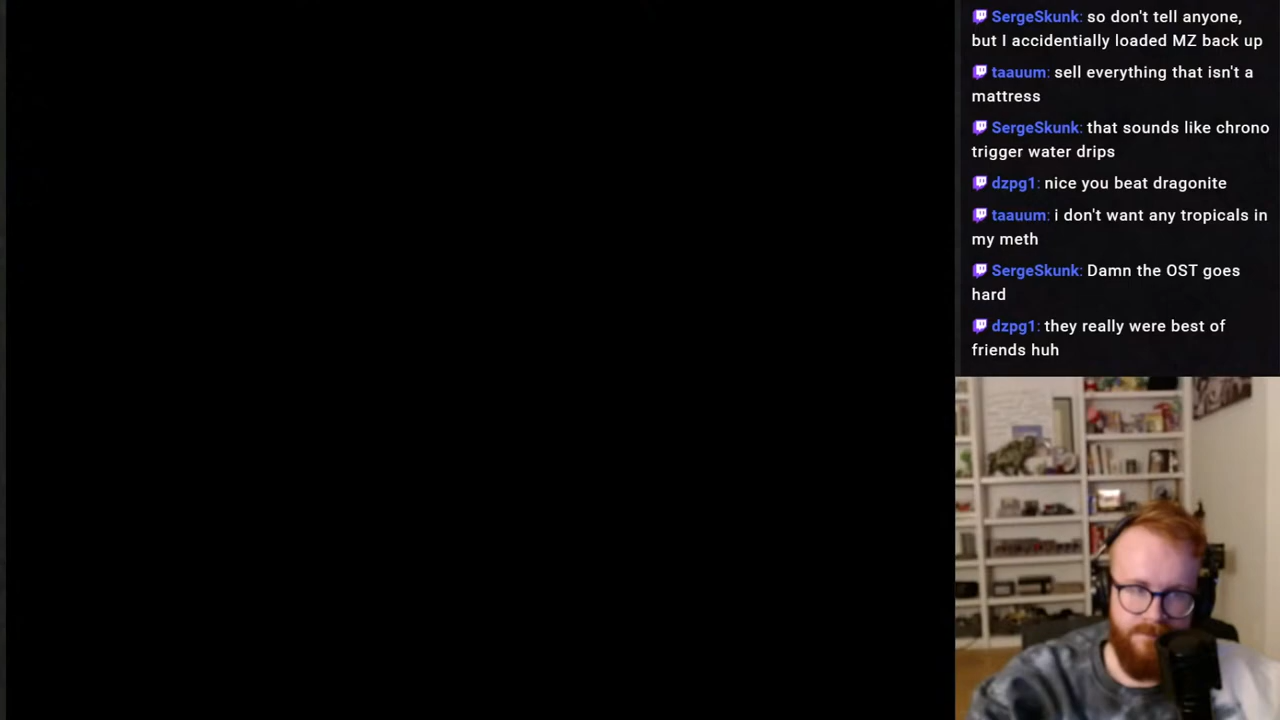 SergeSkunk: so don't tell anyone,
but I accidentially loaded MZ back up
taauum: sell everything that isn't a
mattress
SergeSkunk: that sounds like chrono
trigger water drips
dzpg1: nice you beat dragonite
taauum: i don't want any tropicals in
my meth
SergeSkunk: Damn the OST goes
hard
dzpg1: they really were best of
friends huh